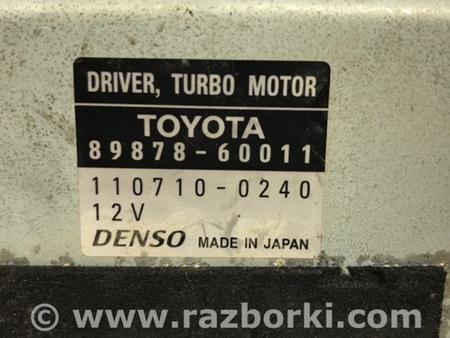 DRIVER, TURBO MOTOR
TOYOTA
89878-60011
110710-0240
12V
DENSO MADE IN JAPAN
© www.razborki.com